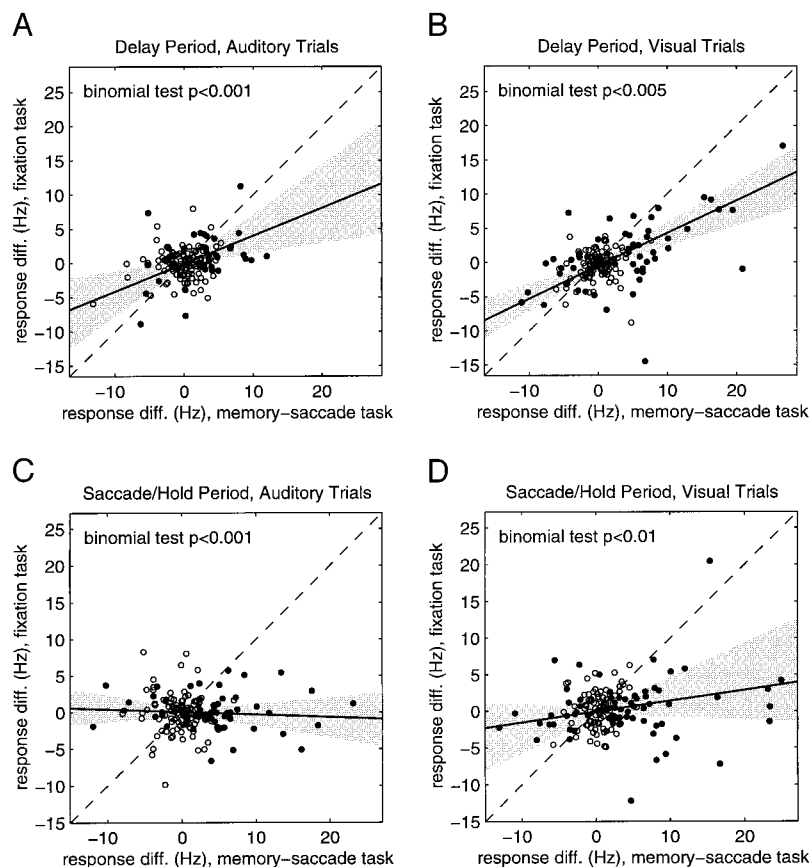 A
Delay Period, Auditory Trials
binomial test p<0.001
response diff. (Hz), fixation task
25
20
15
10
5
0
−5
−10
−15
−10
0
10
20
response diff. (Hz), memory−saccade task
B
Delay Period, Visual Trials
binomial test p<0.005
response diff. (Hz), fixation task
25
20
15
10
5
0
−5
−10
−15
−10
0
10
20
response diff. (Hz), memory−saccade task
C
Saccade/Hold Period, Auditory Trials
binomial test p<0.001
response diff. (Hz), fixation task
25
20
15
10
5
0
−5
−10
−15
−10
0
10
20
response diff. (Hz), memory−saccade task
D
Saccade/Hold Period, Visual Trials
binomial test p<0.01
response diff. (Hz), fixation task
25
20
15
10
5
0
−5
−10
−15
−10
0
10
20
response diff. (Hz), memory−saccade task